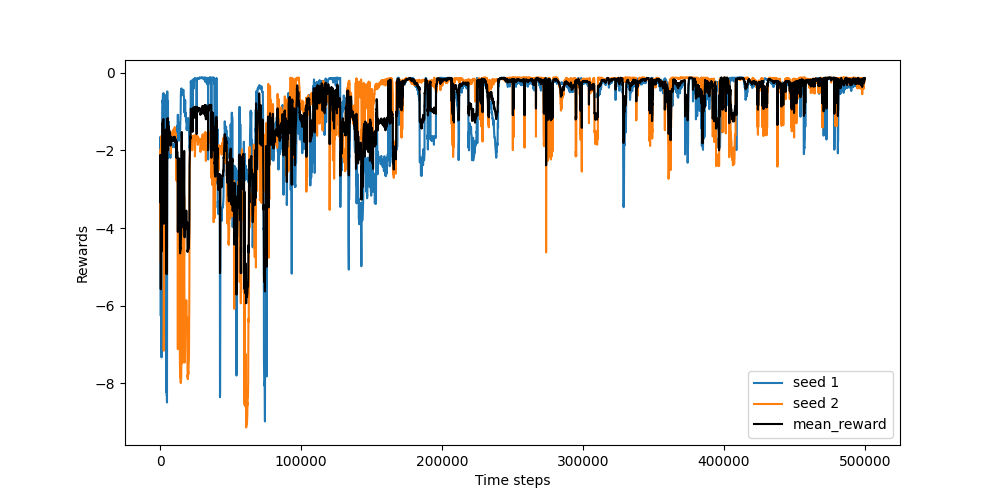 0
−2
−4
−6
−8
Rewards
0
100000
200000
300000
400000
500000
Time steps
seed 1
seed 2
mean_reward